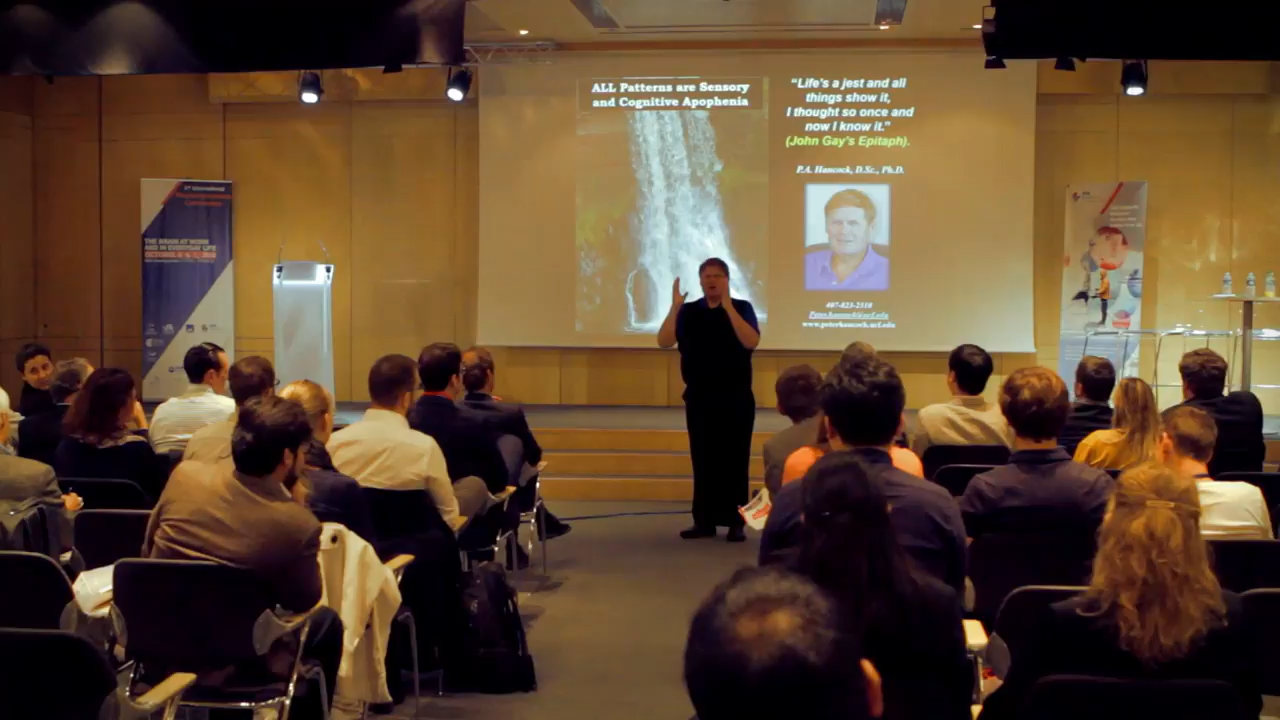 ALL Patterns are Sensory
and Cognitive Apophenia
“Life’s a jest and all
things show it,
I thought so once and
now I know it.”
(John Gay’s Epitaph).
P.A. Hancock, D.Sc., Ph.D.
407-823-2310
www.peterhancock.ucf.edu
International
THE BRAIN AT WORK
AND IN EVERYDAY LIFE